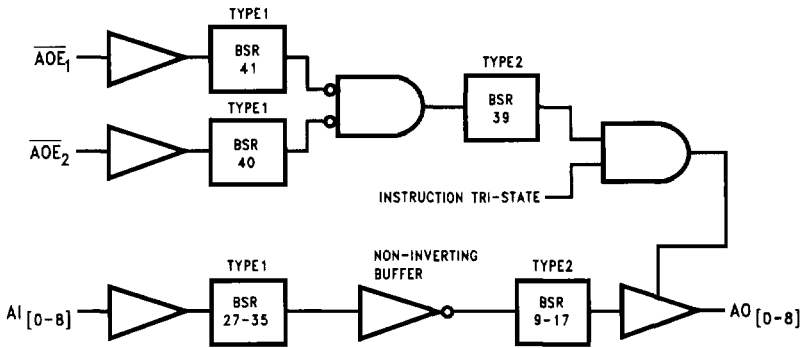 TYPE1
AOE1
BSR
41
TYPE2
BSR
39
TYPE1
AOE2
BSR
40
INSTRUCTION TRI-STATE
NON-INVERTING
BUFFER
TYPE1
TYPE2
AI[0-8]
BSR
27-35
BSR
9-17
AO[0-8]